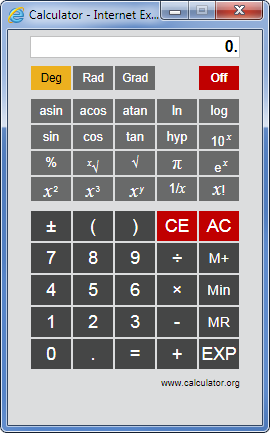 Calculator - Internet Ex...
0.
Deg Rad Grad Off
asin acos atan ln log
sin cos tan hyp 10ˣ
% ˣ√ √ π eˣ
x² x³ xʸ 1/x x!
± ( ) CE AC
7 8 9 ÷ M+
4 5 6 × Min
1 2 3 - MR
0 . = + EXP
www.calculator.org